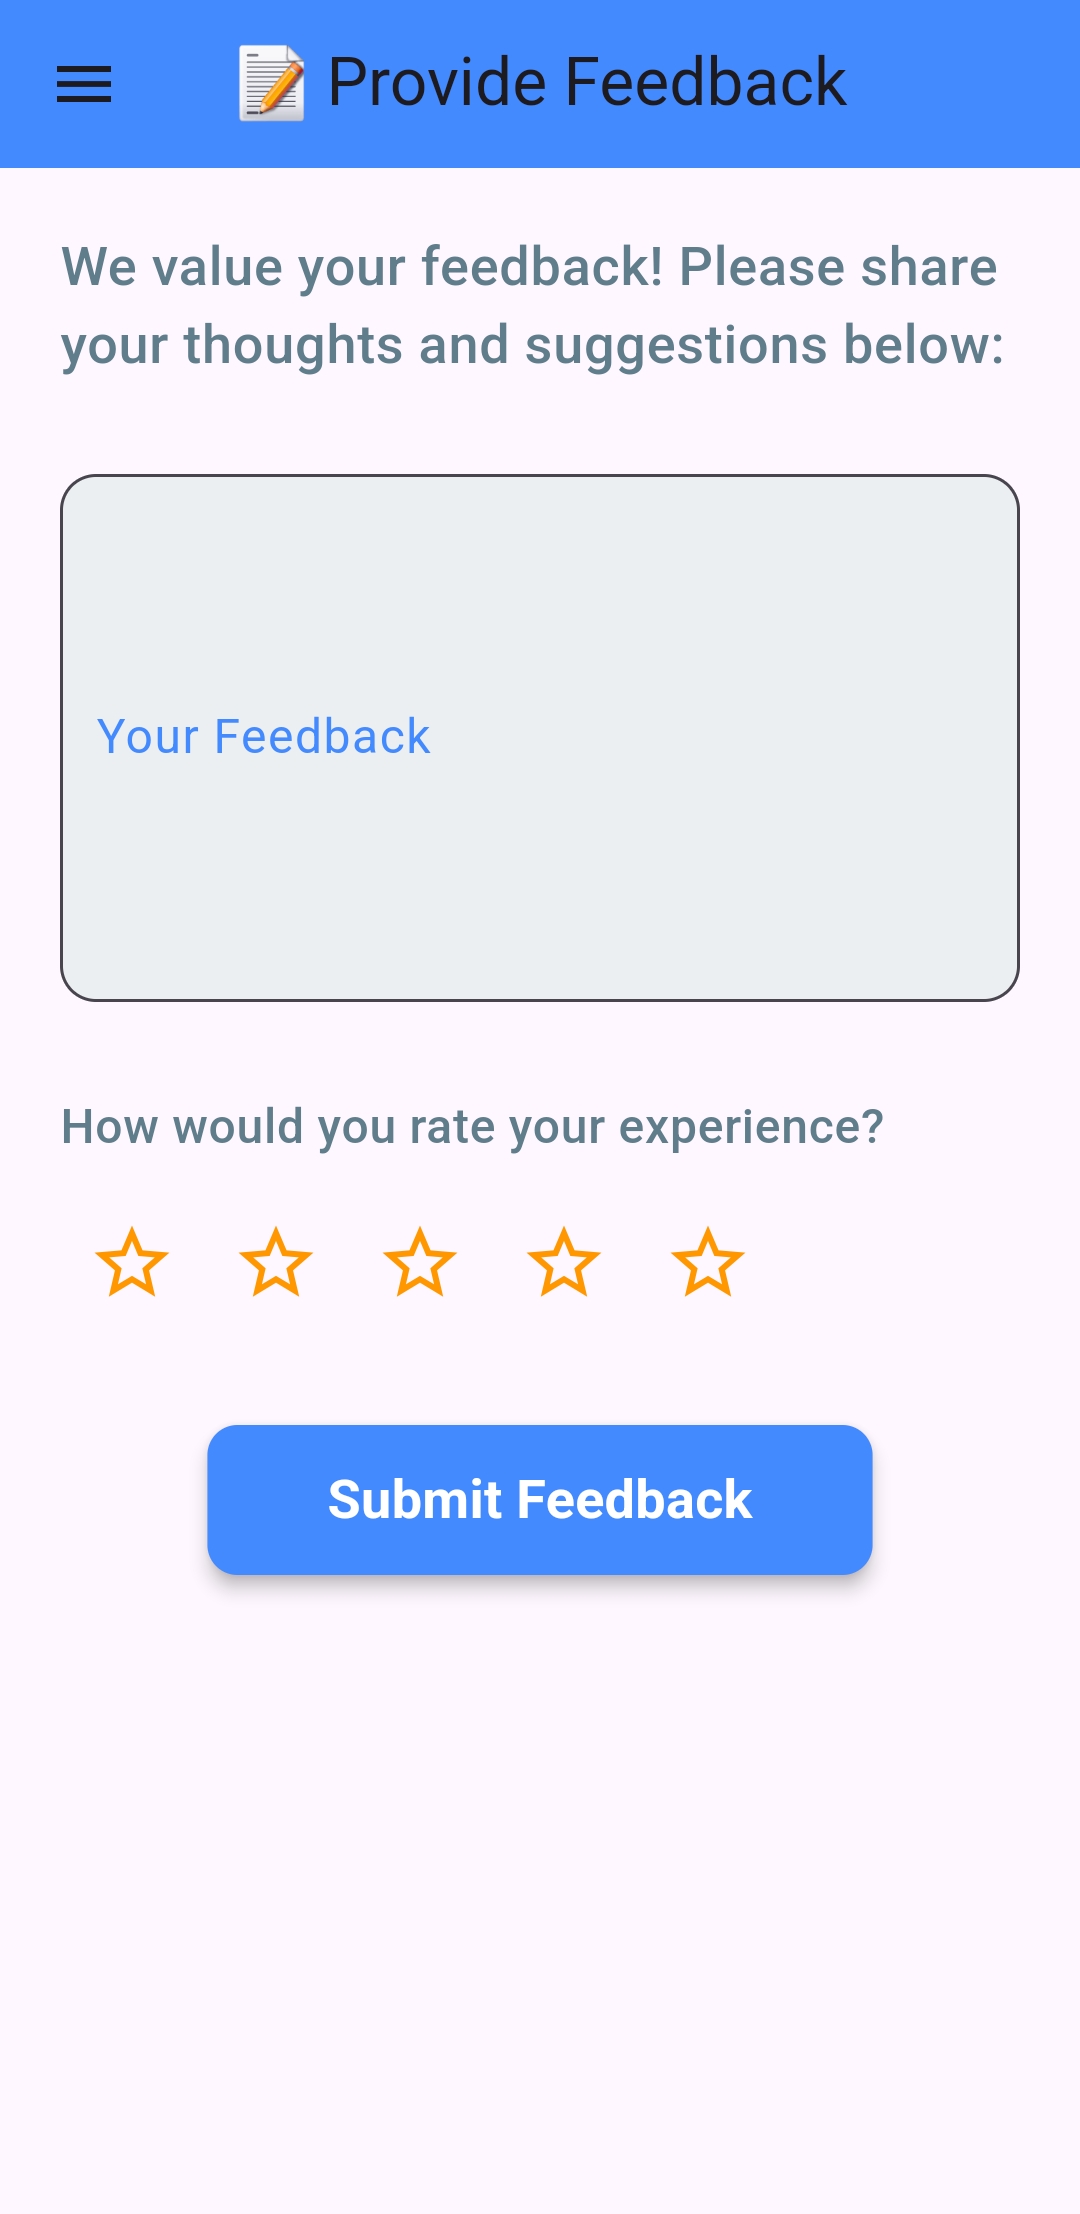 📝 Provide Feedback
We value your feedback! Please share
your thoughts and suggestions below:
Your Feedback
How would you rate your experience?
Submit Feedback